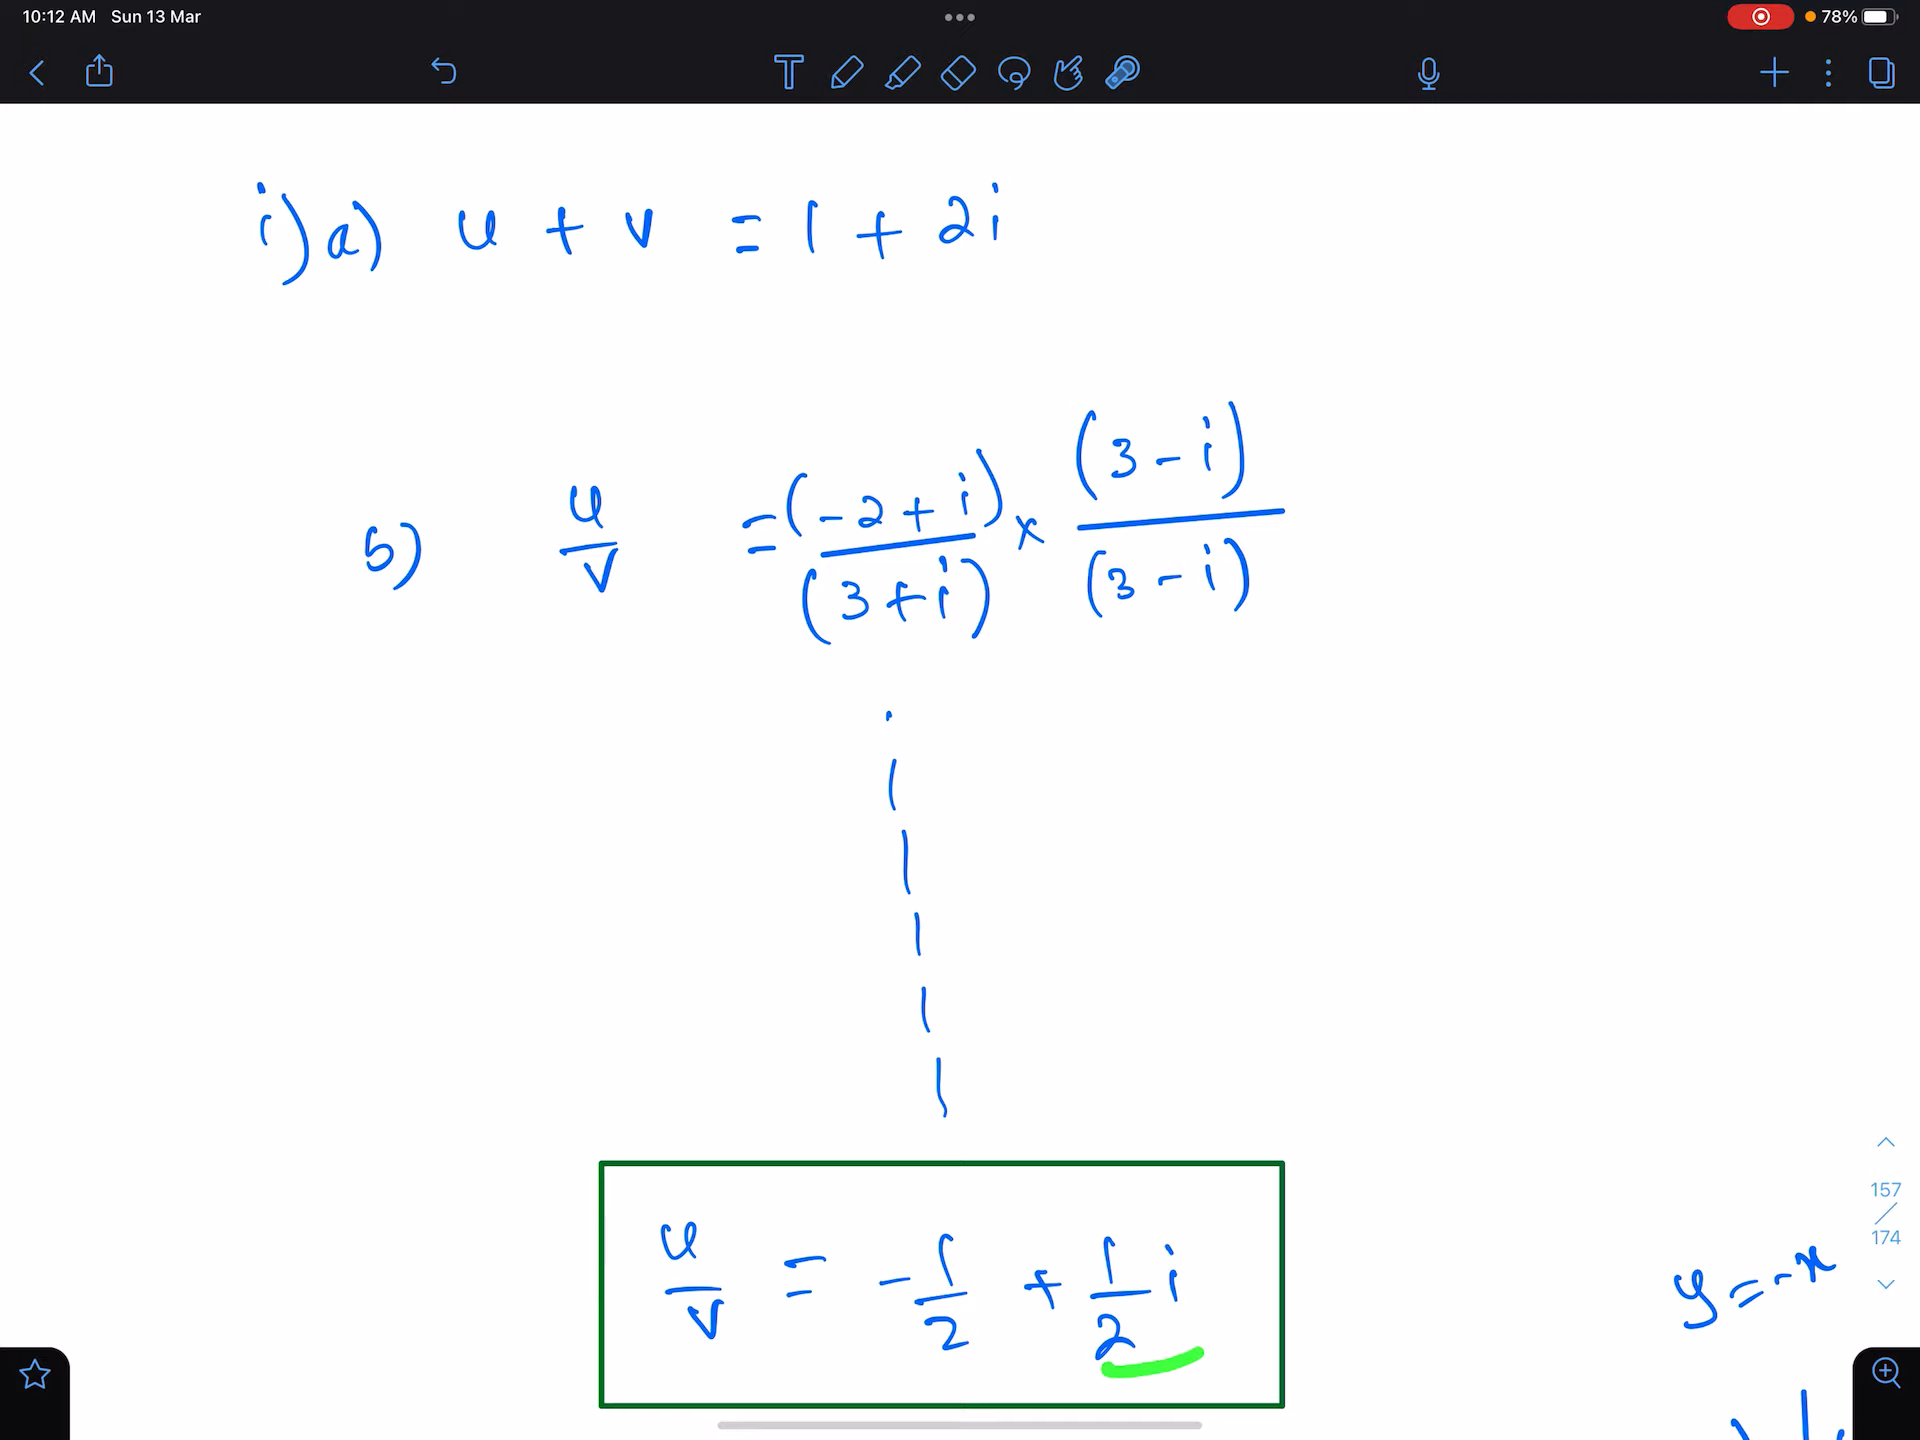 10:12 AM Sun 13 Mar
78%
i) a) u + v = 1 + 2i
b) u/v = (-2 + i)/(3 + i) × (3 - i)/(3 - i)
u/v = -1/2 + 1/2 i
157
/
174
y = -x